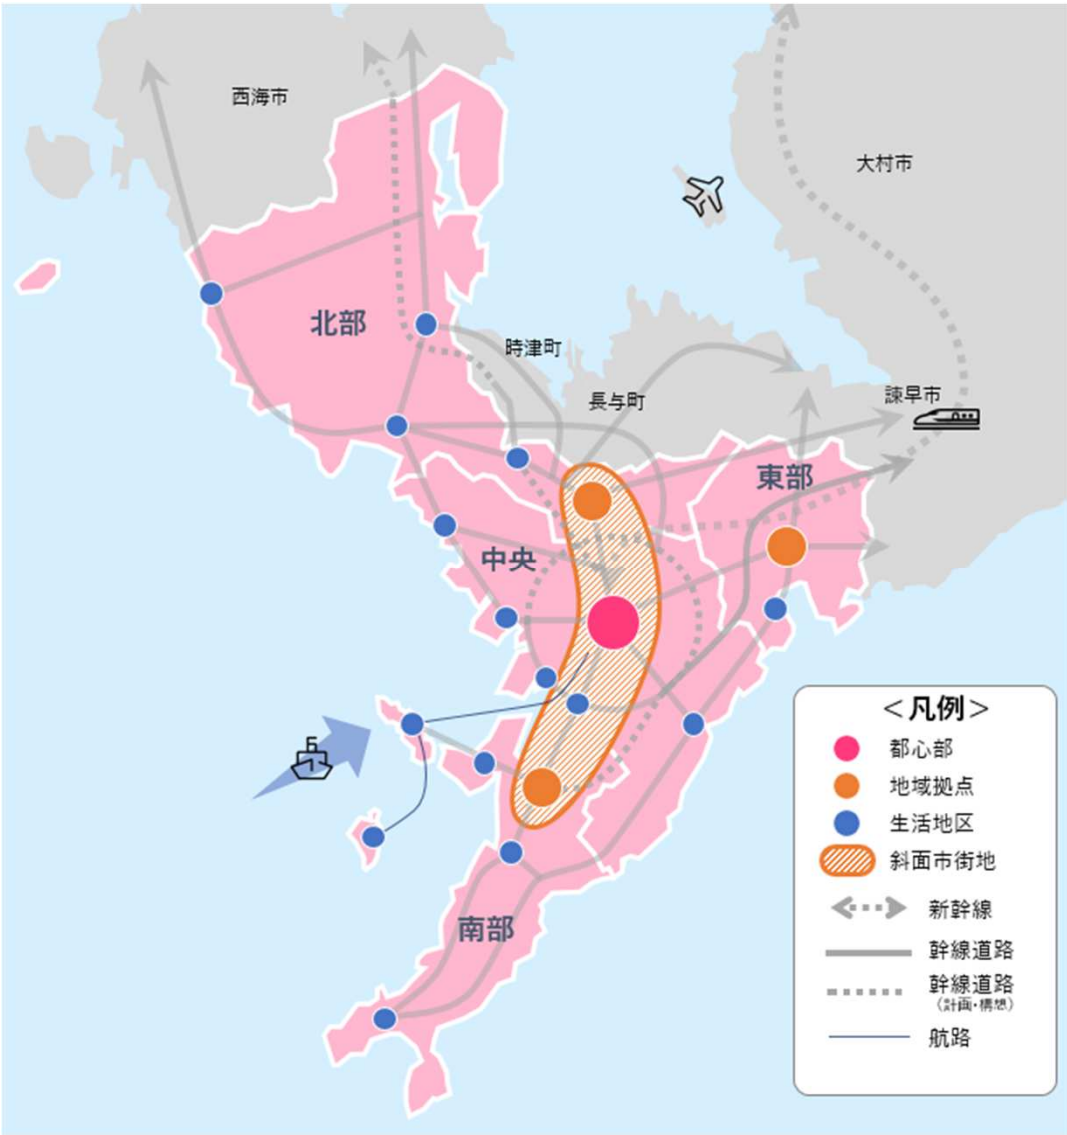 西海市
大村市
北部
時津町
長与町
諫早市
東部
中央
南部
＜凡例＞
都心部
地域拠点
生活地区
斜面市街地
新幹線
幹線道路
幹線道路
（計画・構想）
航路